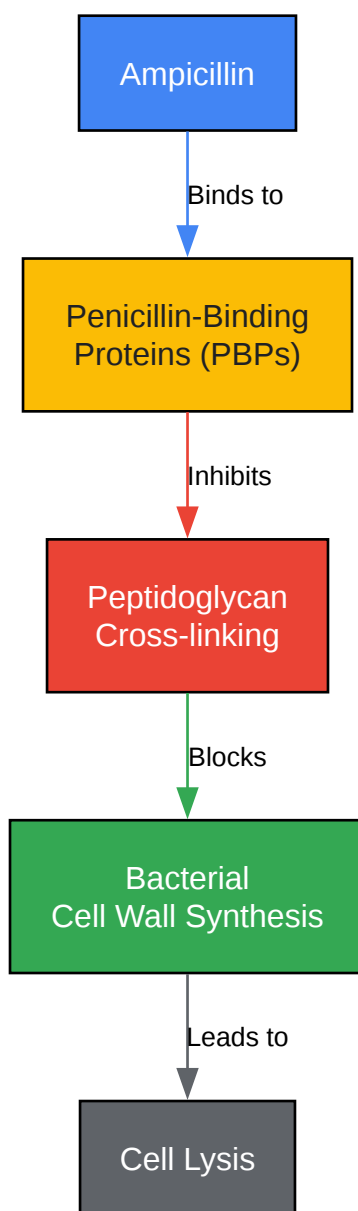 Ampicillin
Binds to
Penicillin-Binding
Proteins (PBPs)
Inhibits
Peptidoglycan
Cross-linking
Blocks
Bacterial
Cell Wall Synthesis
Leads to
Cell Lysis